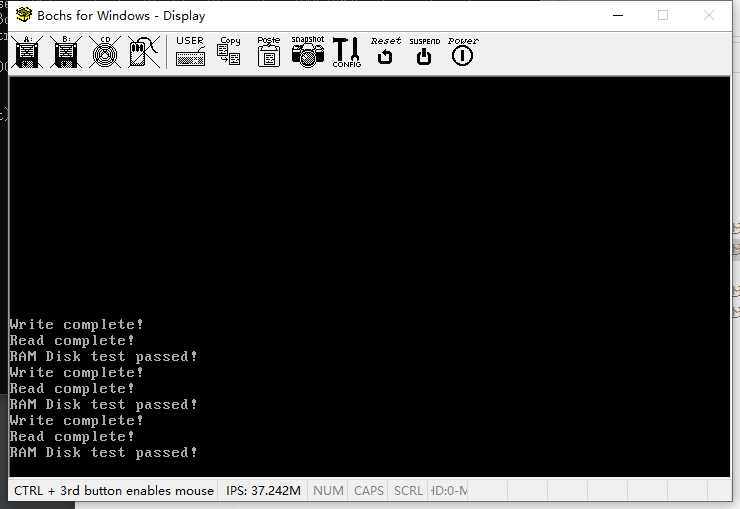 Bochs for Windows - Display
A:
B:
CD
USER
Copy
Paste
snapshot
CONFIG
Reset
SUSPEND
Power
Write complete!
Read complete!
RAM Disk test passed!
Write complete!
Read complete!
RAM Disk test passed!
Write complete!
Read complete!
RAM Disk test passed!
CTRL + 3rd button enables mouse IPS: 37.242M NUM CAPS SCRL HD:0-M